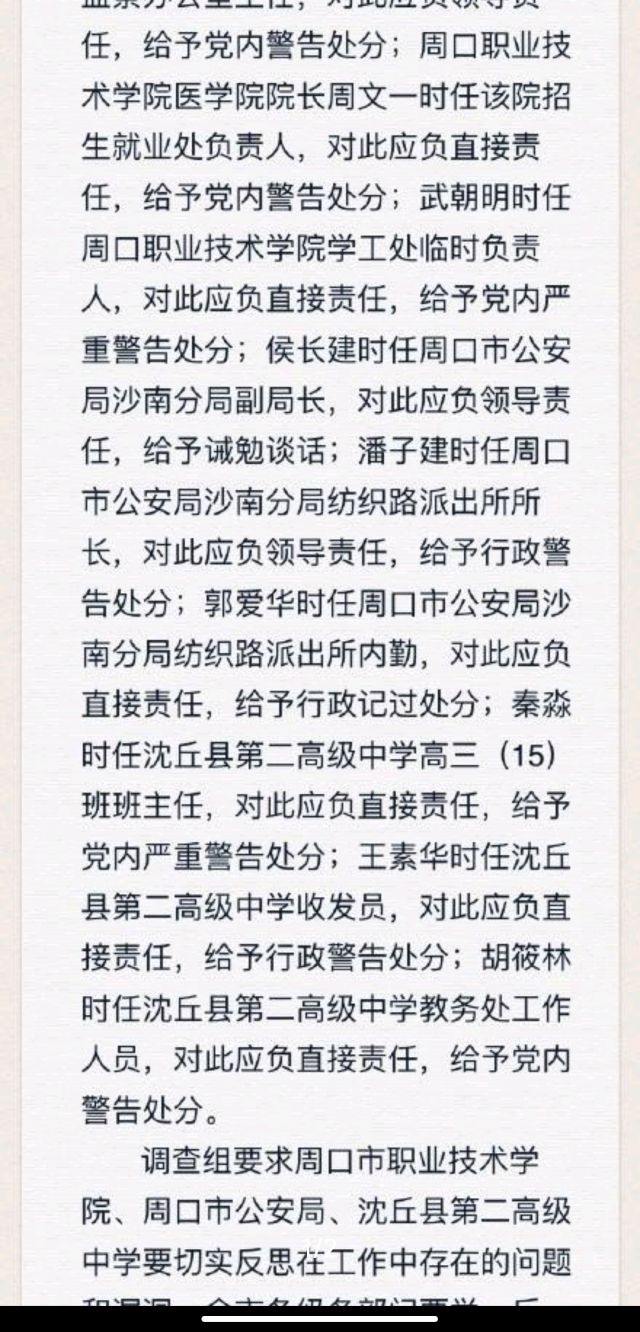 监察办公室主任，对此应负领导责
任，给予党内警告处分；周口职业技
术学院医学院院长周文一时任该院招
生就业处负责人，对此应负直接责
任，给予党内警告处分；武朝明时任
周口职业技术学院学工处临时负责
人，对此应负直接责任，给予党内严
重警告处分；侯长建时任周口市公安
局沙南分局副局长，对此应负领导责
任，给予诫勉谈话；潘子建时任周口
市公安局沙南分局纺织路派出所所
长，对此应负领导责任，给予行政警
告处分；郭爱华时任周口市公安局沙
南分局纺织路派出所内勤，对此应负
直接责任，给予行政记过处分；秦淼
时任沈丘县第二高级中学高三（15）
班班主任，对此应负直接责任，给予
党内严重警告处分；王素华时任沈丘
县第二高级中学收发员，对此应负直
接责任，给予行政警告处分；胡筱林
时任沈丘县第二高级中学教务处工作
人员，对此应负直接责任，给予党内
警告处分。
调查组要求周口市职业技术学
院、周口市公安局、沈丘县第二高级
中学要切实反思在工作中存在的问题